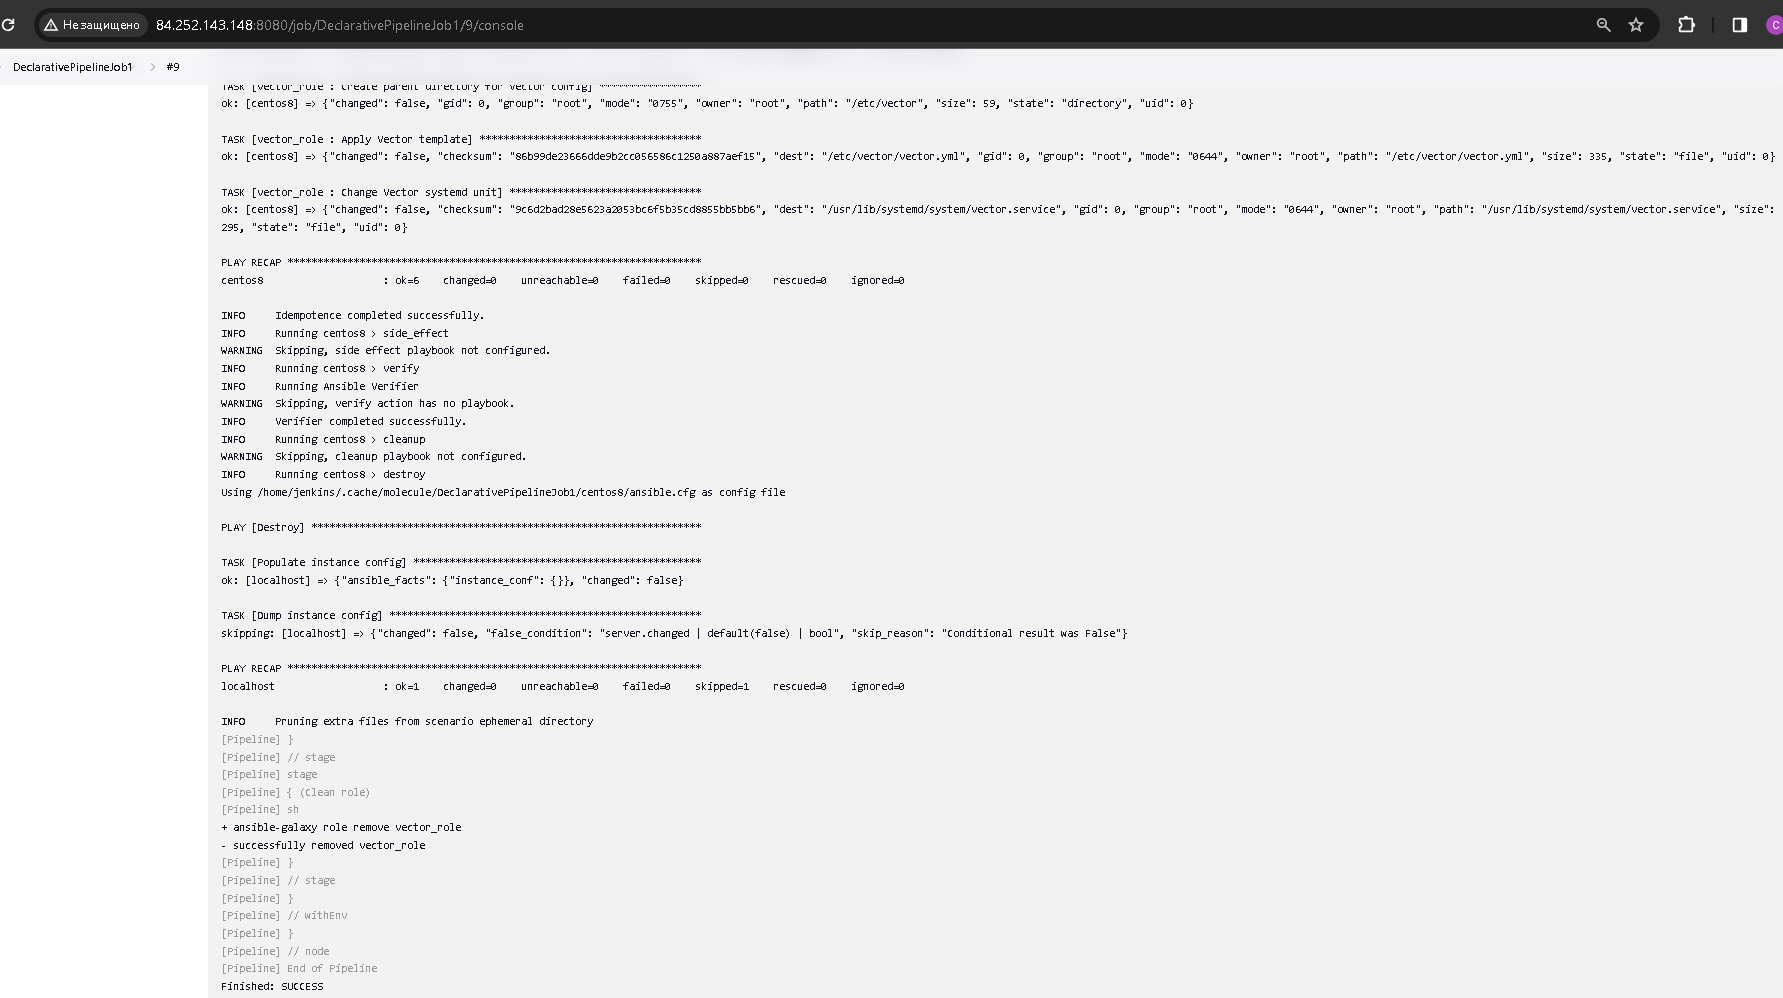 Не защищено 84.252.143.148:8080/job/DeclarativePipelineJob1/9/console
DeclarativePipelineJob1 > #9
TASK [vector_role : Create parent directory for vector config] *****************
ok: [centos8] => {"changed": false, "gid": 0, "group": "root", "mode": "0755", "owner": "root", "path": "/etc/vector", "size": 59, "state": "directory", "uid": 0}
TASK [vector_role : Apply Vector template] *************************************
ok: [centos8] => {"changed": false, "checksum": "86b99de23666dde9b2cc056586c1250a887aef15", "dest": "/etc/vector/vector.yml", "gid": 0, "group": "root", "mode": "0644", "owner": "root", "path": "/etc/vector/vector.yml", "size": 335, "state": "file", "uid": 0}
TASK [vector_role : Change Vector systemd unit] ********************************
ok: [centos8] => {"changed": false, "checksum": "9c6d2bad28e5623a2053bc6f5b35cd8855bb5bb6", "dest": "/usr/lib/systemd/system/vector.service", "gid": 0, "group": "root", "mode": "0644", "owner": "root", "path": "/usr/lib/systemd/system/vector.service", "size":
295, "state": "file", "uid": 0}
PLAY RECAP *********************************************************************
centos8                    : ok=6    changed=0    unreachable=0    failed=0    skipped=0    rescued=0    ignored=0
INFO     Idempotence completed successfully.
INFO     Running centos8 > side_effect
WARNING  Skipping, side effect playbook not configured.
INFO     Running centos8 > verify
INFO     Running Ansible Verifier
WARNING  Skipping, verify action has no playbook.
INFO     Verifier completed successfully.
INFO     Running centos8 > cleanup
WARNING  Skipping, cleanup playbook not configured.
INFO     Running centos8 > destroy
Using /home/jenkins/.cache/molecule/DeclarativePipelineJob1/centos8/ansible.cfg as config file
PLAY [Destroy] *****************************************************************
TASK [Populate instance config] ************************************************
ok: [localhost] => {"ansible_facts": {"instance_conf": {}}, "changed": false}
TASK [Dump instance config] ****************************************************
skipping: [localhost] => {"changed": false, "false_condition": "server.changed | default(false) | bool", "skip_reason": "Conditional result was False"}
PLAY RECAP *********************************************************************
localhost                  : ok=1    changed=0    unreachable=0    failed=0    skipped=1    rescued=0    ignored=0
INFO     Pruning extra files from scenario ephemeral directory
[Pipeline] }
[Pipeline] // stage
[Pipeline] stage
[Pipeline] { (Clean role)
[Pipeline] sh
+ ansible-galaxy role remove vector_role
- successfully removed vector_role
[Pipeline] }
[Pipeline] // stage
[Pipeline] }
[Pipeline] // withEnv
[Pipeline] }
[Pipeline] // node
[Pipeline] End of Pipeline
Finished: SUCCESS